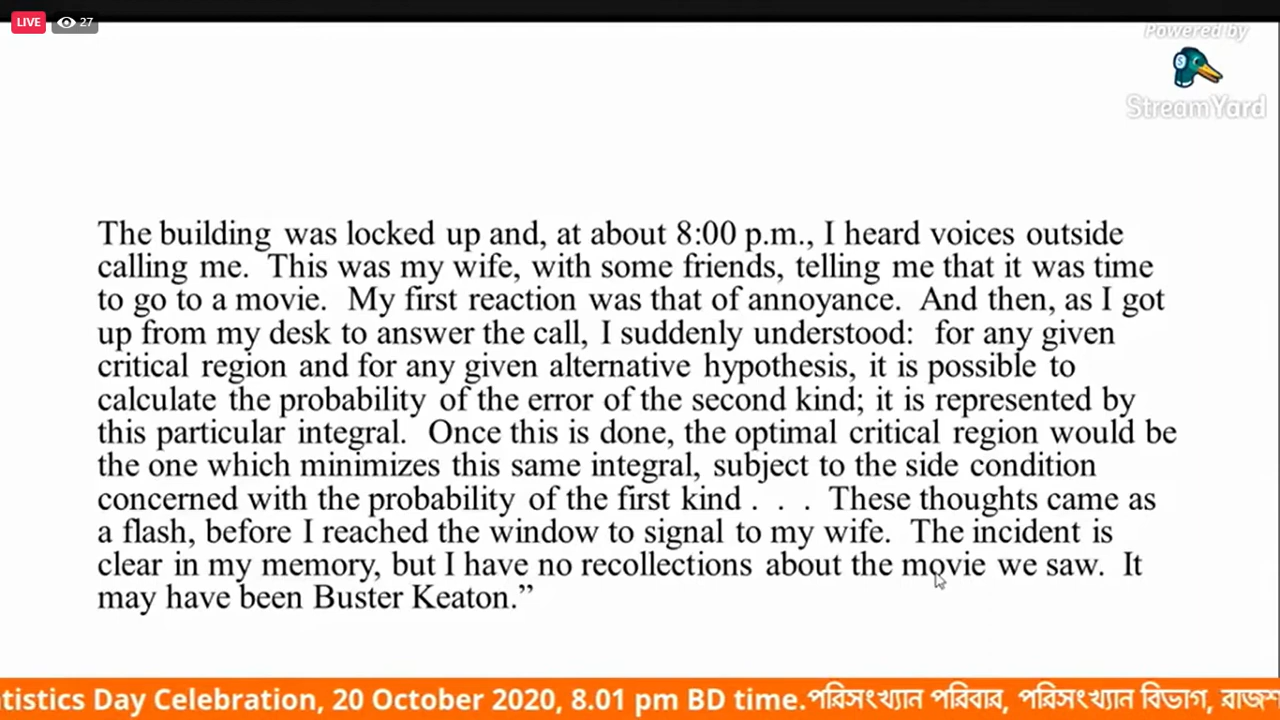 LIVE 27
Powered by
StreamYard
The building was locked up and, at about 8:00 p.m., I heard voices outside
calling me. This was my wife, with some friends, telling me that it was time
to go to a movie. My first reaction was that of annoyance. And then, as I got
up from my desk to answer the call, I suddenly understood: for any given
critical region and for any given alternative hypothesis, it is possible to
calculate the probability of the error of the second kind; it is represented by
this particular integral. Once this is done, the optimal critical region would be
the one which minimizes this same integral, subject to the side condition
concerned with the probability of the first kind . . . These thoughts came as
a flash, before I reached the window to signal to my wife. The incident is
clear in my memory, but I have no recollections about the movie we saw. It
may have been Buster Keaton.”
tistics Day Celebration, 20 October 2020, 8.01 pm BD time.পরিসংখ্যান পরিবার, পরিসংখ্যান বিভাগ, রাজশ